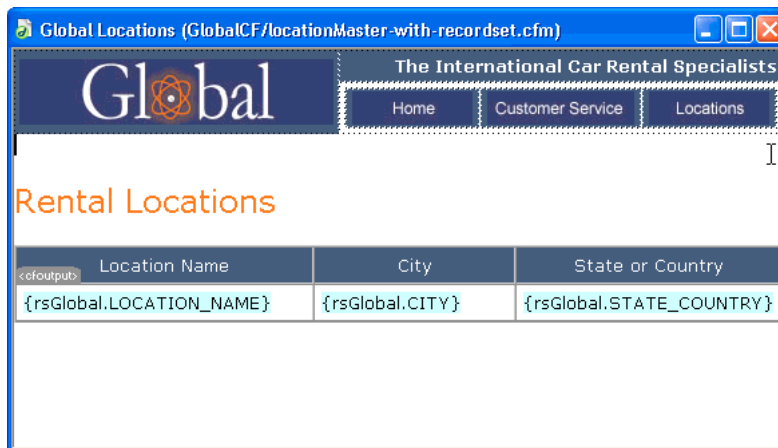 Global Locations (GlobalCF/locationMaster-with-recordset.cfm)
Global
The International Car Rental Specialists
Home Customer Service Locations
Rental Locations
Location Name City State or Country
<cfoutput>
{rsGlobal.LOCATION_NAME} {rsGlobal.CITY} {rsGlobal.STATE_COUNTRY}